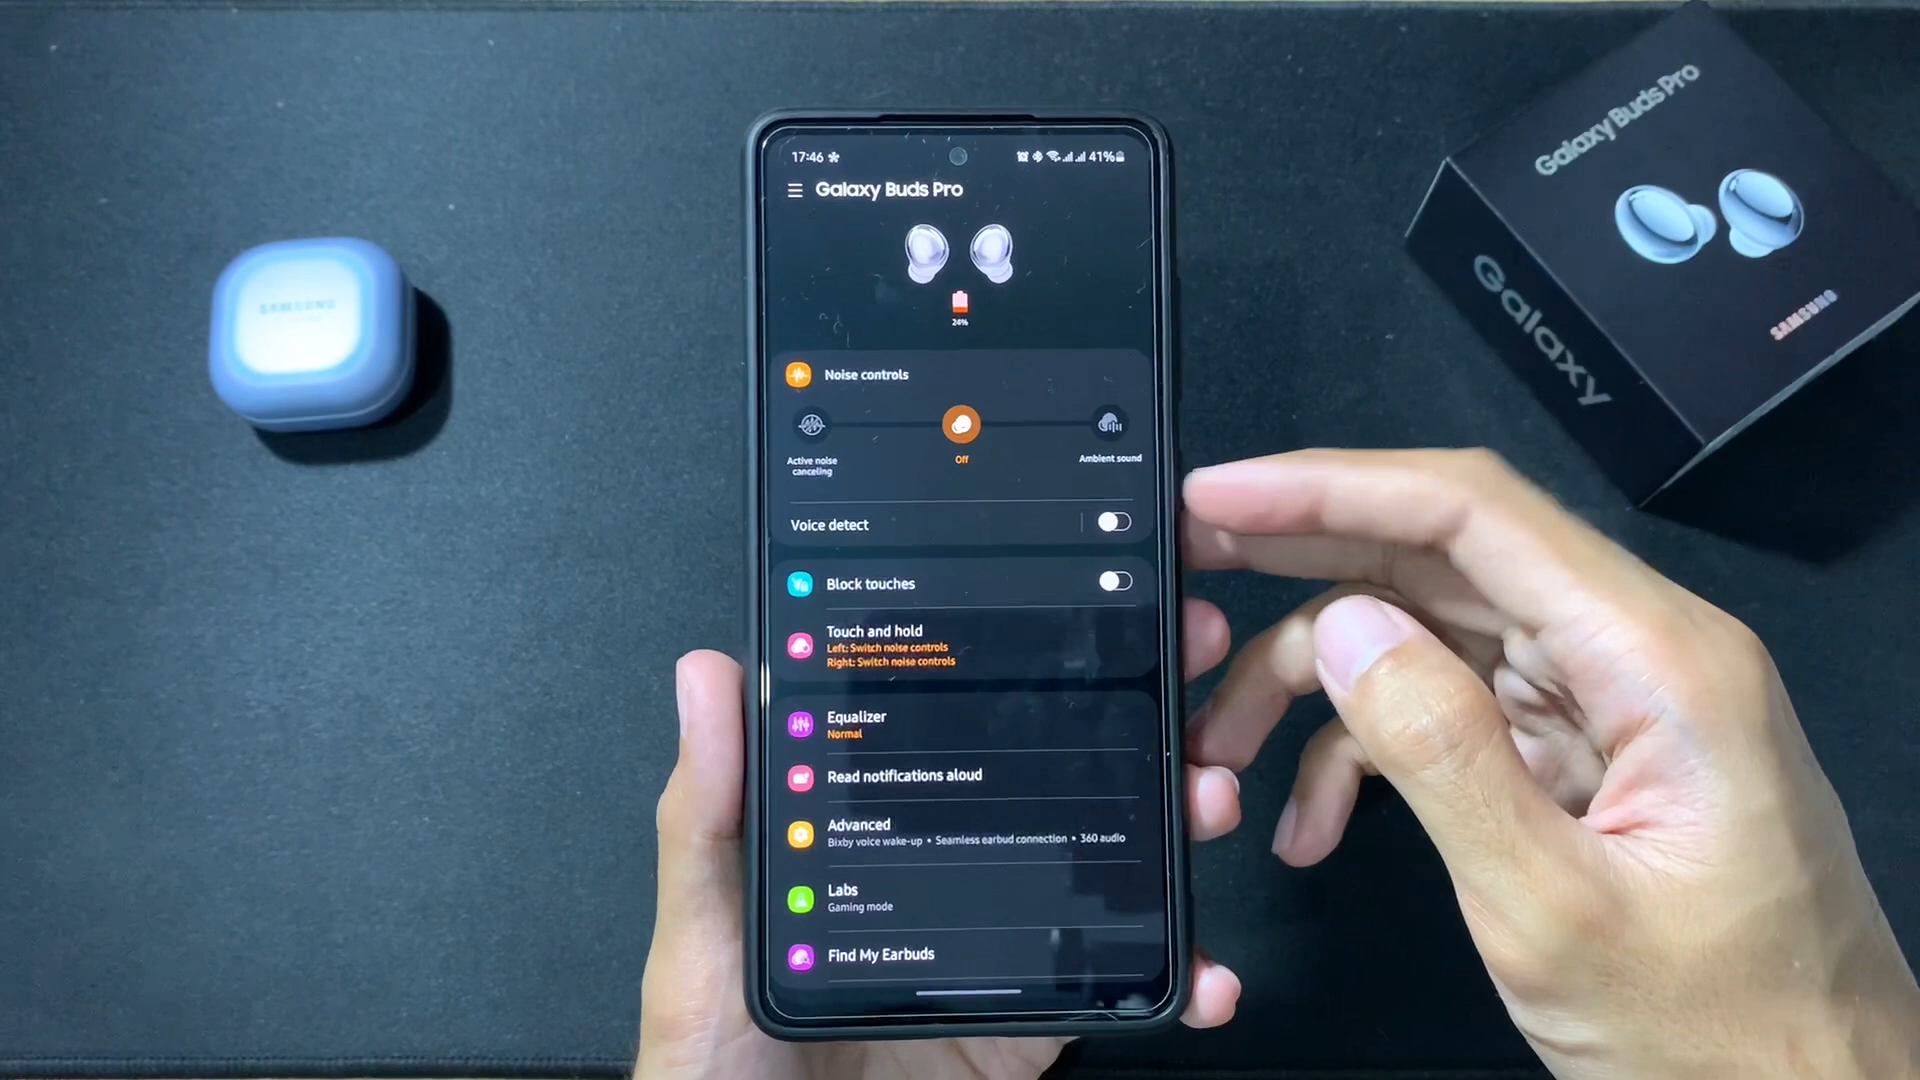 17:46
41%
Galaxy Buds Pro
24%
Noise controls
Active noise
canceling
Off
Ambient sound
Voice detect
Block touches
Touch and hold
Left: Switch noise controls
Right: Switch noise controls
Equalizer
Normal
Read notifications aloud
Advanced
Bixby voice wake-up • Seamless earbud connection • 360 audio
Labs
Gaming mode
Find My Earbuds
SAMSUNG
Galaxy Buds Pro
SAMSUNG
Galaxy